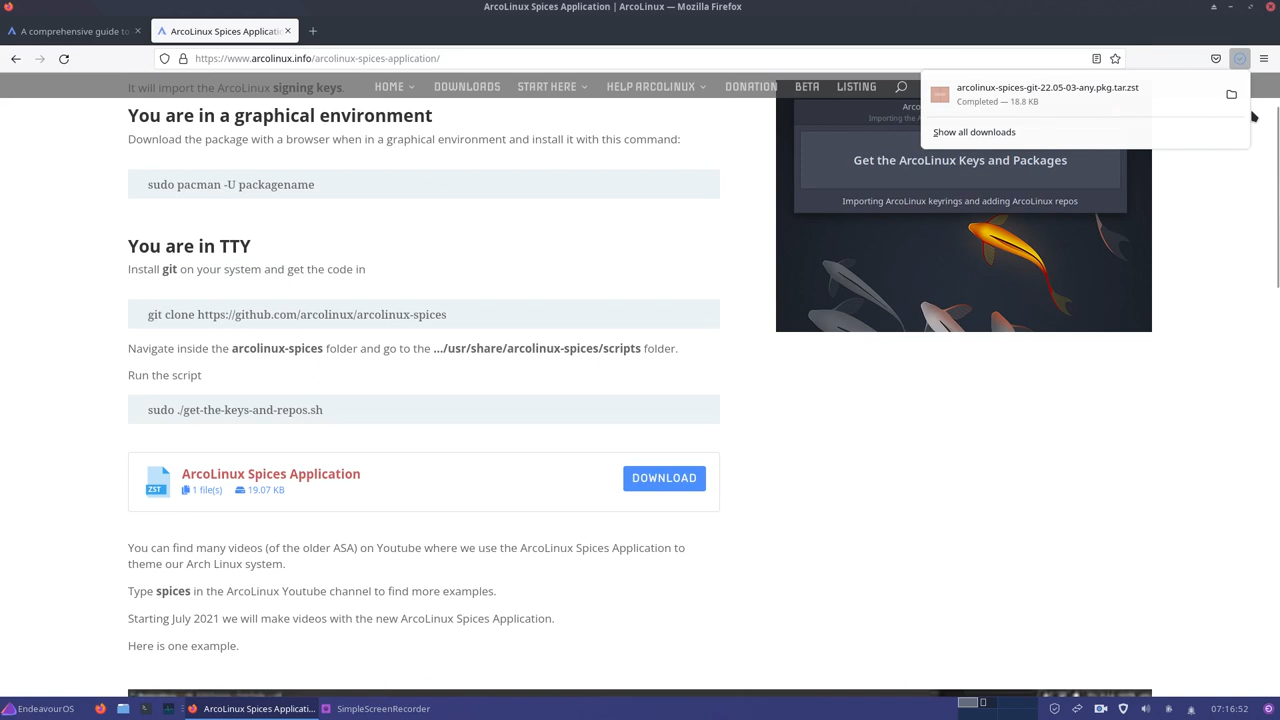 ArcoLinux Spices Application | ArcoLinux — Mozilla Firefox
A comprehensive guide to
ArcoLinux Spices Applicati
https://www.arcolinux.info/arcolinux-spices-application/
It will import the ArcoLinux signing keys.
HOME
DOWNLOADS
START HERE
HELP ARCOLINUX
DONATION
BETA
LISTING
arcolinux-spices-git-22.05-03-any.pkg.tar.zst
Completed — 18.8 KB
Show all downloads
You are in a graphical environment
Download the package with a browser when in a graphical environment and install it with this command:
sudo pacman -U packagename
Get the ArcoLinux Keys and Packages
Importing ArcoLinux keyrings and adding ArcoLinux repos
You are in TTY
Install git on your system and get the code in
git clone https://github.com/arcolinux/arcolinux-spices
Navigate inside the arcolinux-spices folder and go to the .../usr/share/arcolinux-spices/scripts folder.
Run the script
sudo ./get-the-keys-and-repos.sh
ZST
ArcoLinux Spices Application
1 file(s) 19.07 KB
DOWNLOAD
You can find many videos (of the older ASA) on Youtube where we use the ArcoLinux Spices Application to
theme our Arch Linux system.
Type spices in the ArcoLinux Youtube channel to find more examples.
Starting July 2021 we will make videos with the new ArcoLinux Spices Application.
Here is one example.
EndeavourOS
ArcoLinux Spices Applicati...
SimpleScreenRecorder
07:16:52